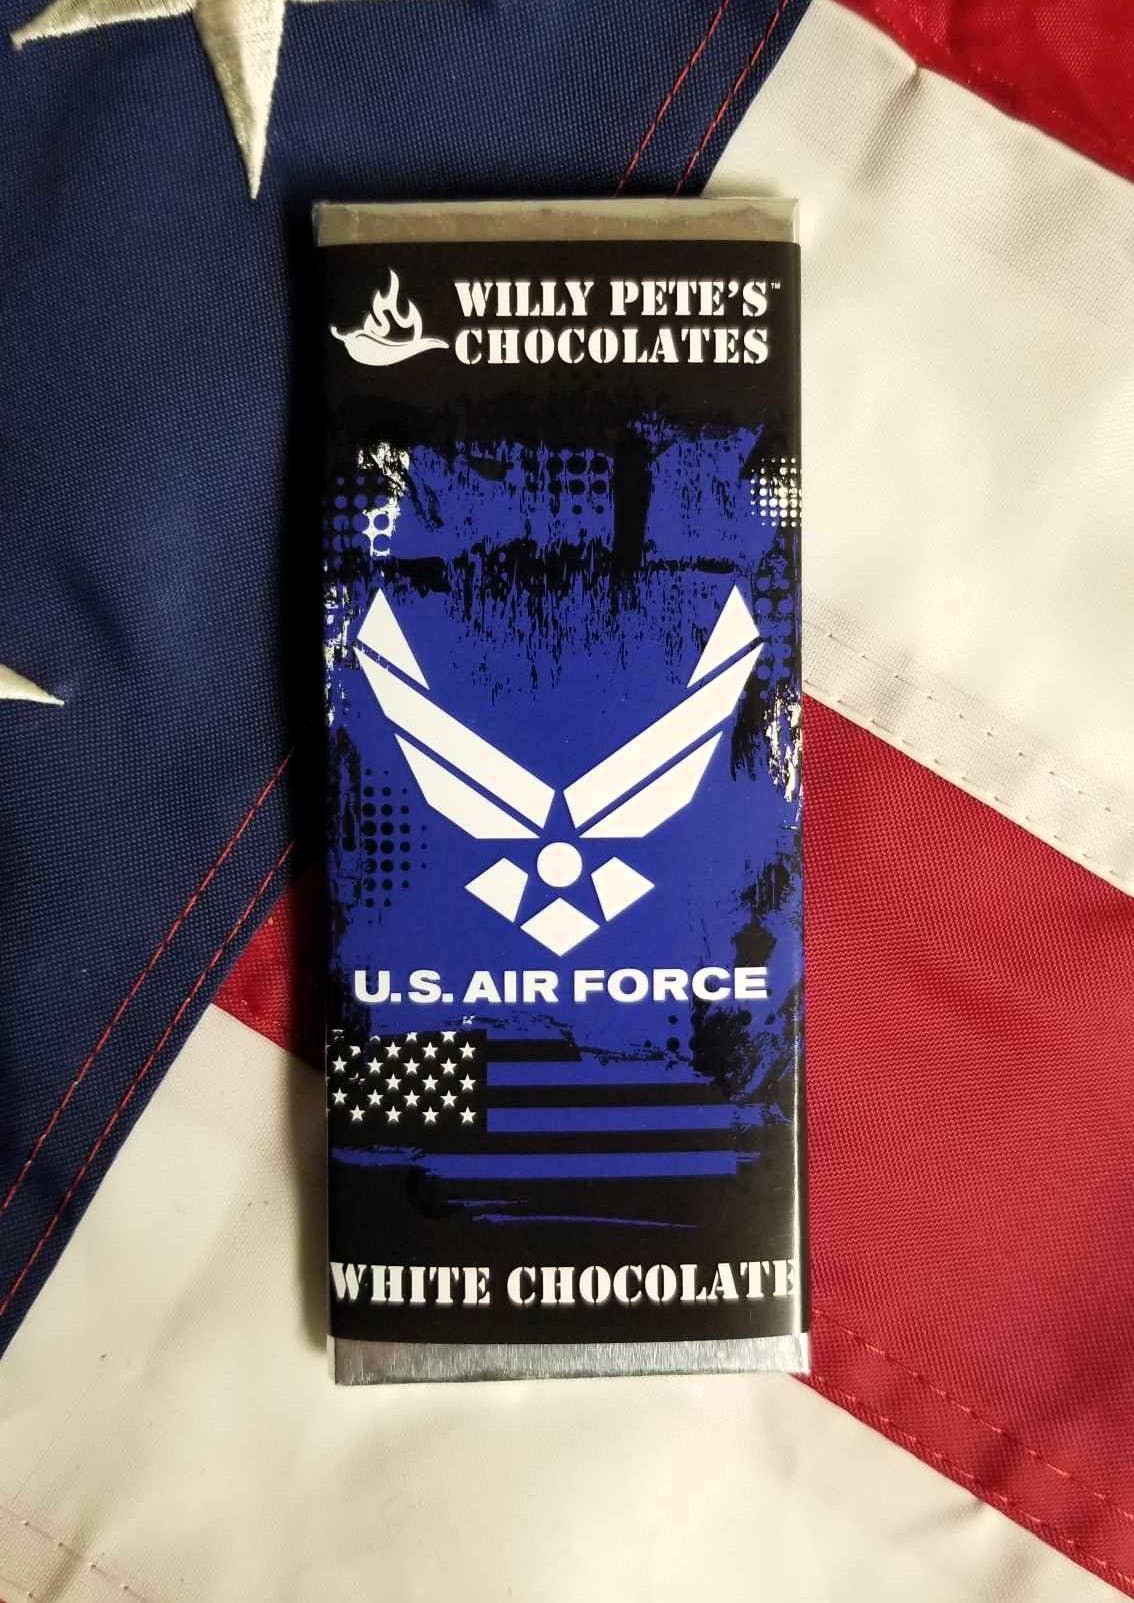 WILLY PETE'S™
CHOCOLATES
U.S. AIR FORCE
WHITE CHOCOLATE